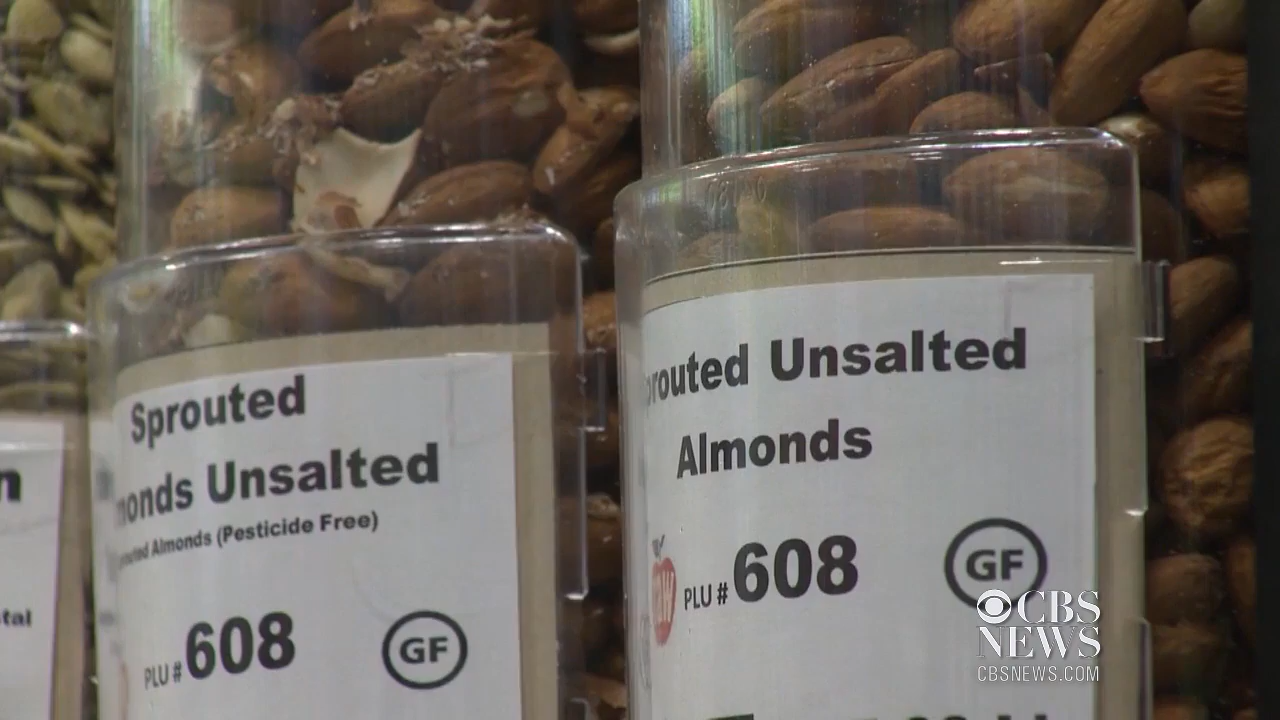 Sprouted
monds Unsalted
Almonds (Pesticide Free)
PLU # 608
GF
routed Unsalted
Almonds
PLU # 608
GF
n
tal
CBS
NEWS
CBSNEWS.COM